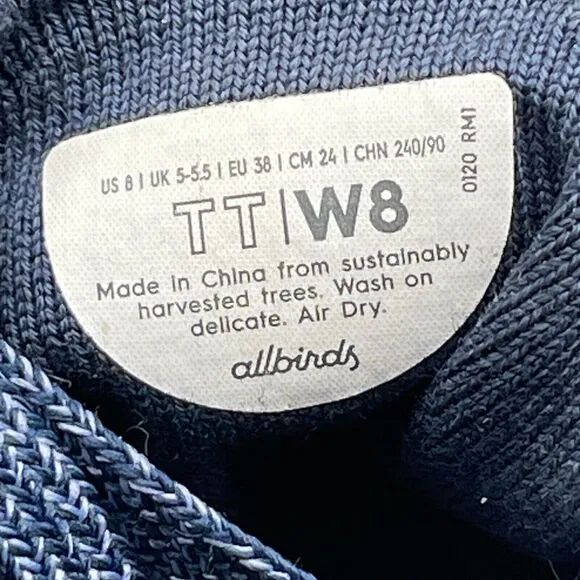 US 8 | UK 5-5.5 | EU 38 | CM 24 | CHN 240/90
0120 RM1
TT|W8
Made in China from sustainably
harvested trees. Wash on
delicate. Air Dry.
allbirds